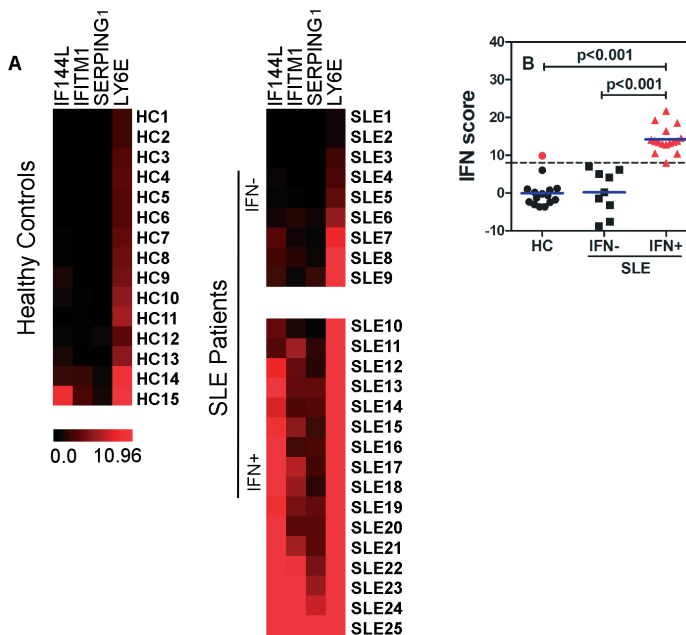 A
IF144L
IFITM1
SERPING1
LY6E
Healthy Controls
HC1
HC2
HC3
HC4
HC5
HC6
HC7
HC8
HC9
HC10
HC11
HC12
HC13
HC14
HC15
0.0 10.96
IF144L
IFITM1
SERPING1
LY6E
SLE Patients
IFN-
SLE1
SLE2
SLE3
SLE4
SLE5
SLE6
SLE7
SLE8
SLE9
IFN+
SLE10
SLE11
SLE12
SLE13
SLE14
SLE15
SLE16
SLE17
SLE18
SLE19
SLE20
SLE21
SLE22
SLE23
SLE24
SLE25
B
IFN score
40
30
20
10
0
-10
p<0.001
p<0.001
HC IFN- IFN+
SLE